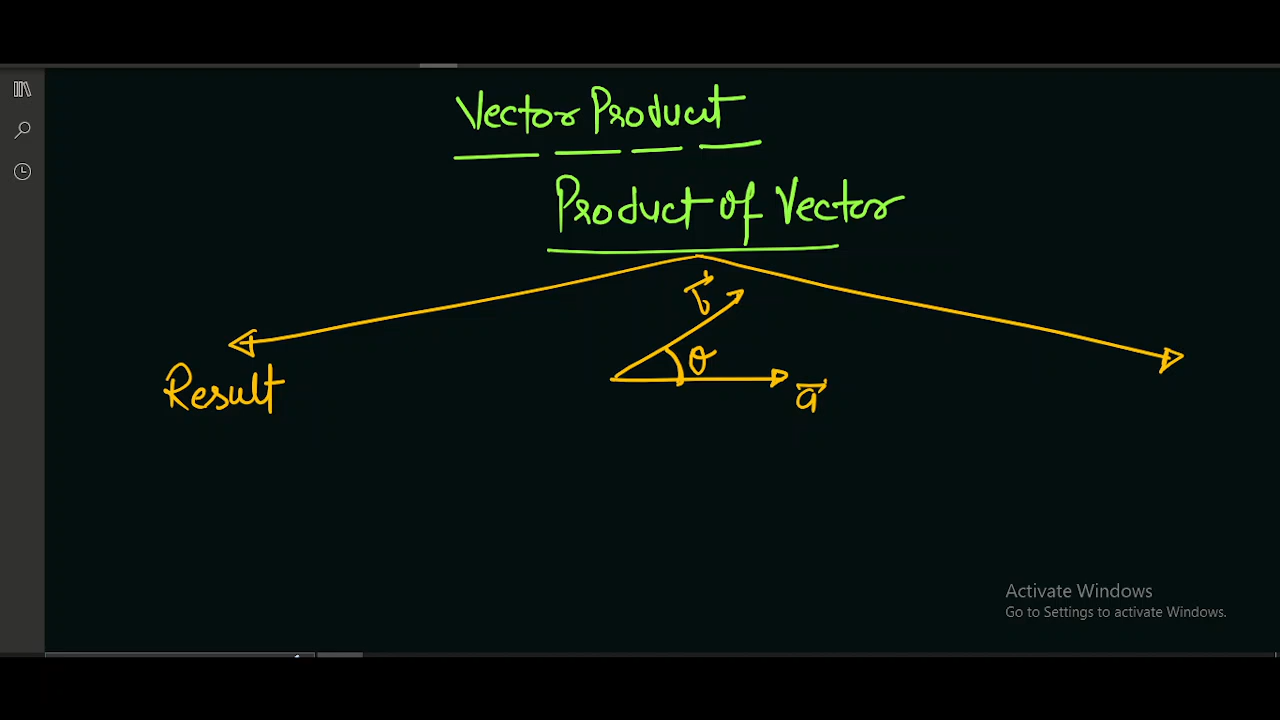 Vector Product
Product of Vector
b⃗
θ
a⃗
Result
Activate Windows
Go to Settings to activate Windows.